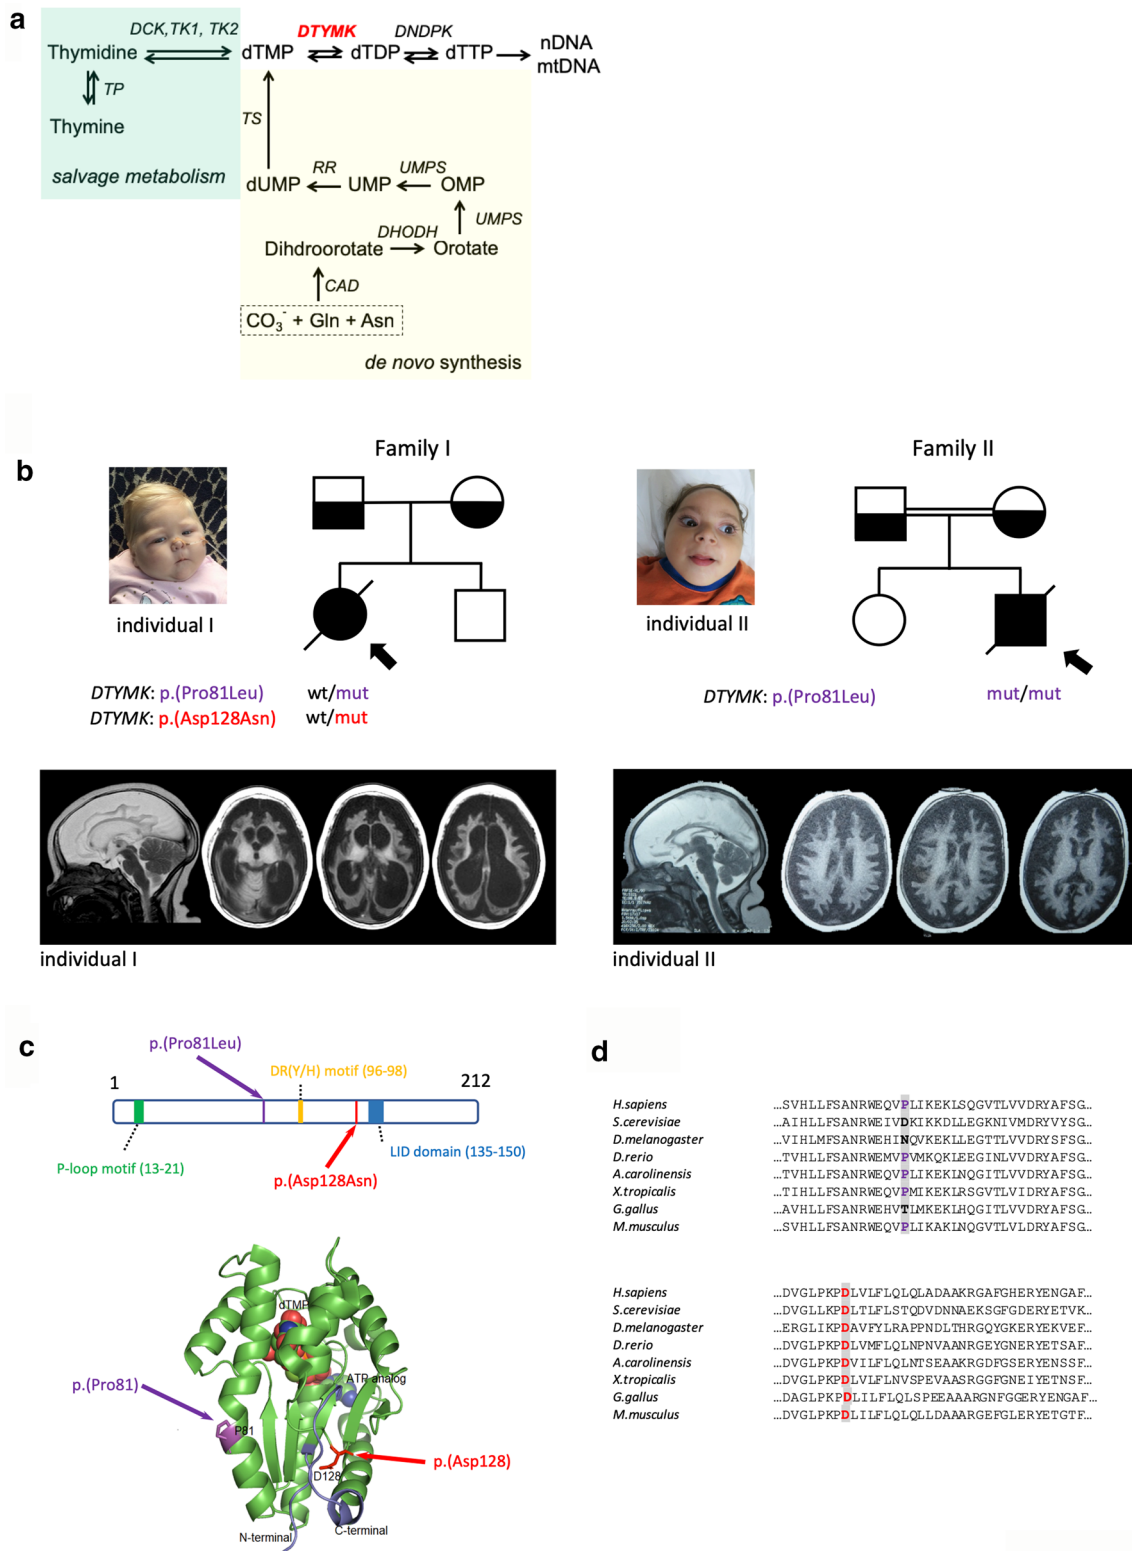 a
DCK,TK1, TK2
DTYMK
DNDPK
Thymidine
dTMP
dTDP
dTTP
nDNA
mtDNA
TP
Thymine
TS
salvage metabolism
RR
UMPS
dUMP
UMP
OMP
UMPS
DHODH
Dihdroorotate
Orotate
CAD
CO3- + Gln + Asn
de novo synthesis
b
Family I
Family II
individual I
individual II
DTYMK: p.(Pro81Leu) wt/mut
DTYMK: p.(Asp128Asn) wt/mut
DTYMK: p.(Pro81Leu) mut/mut
individual I
individual II
c
p.(Pro81Leu)
DR(Y/H) motif (96-98)
1
212
P-loop motif (13-21)
LID domain (135-150)
p.(Asp128Asn)
dTMP
ATP analog
p.(Pro81)
P81
p.(Asp128)
D128
N-terminal
C-terminal
d
H.sapiens …SVHLLFSANRWEQVPLIKEKLSQGVTLVVDRYAFSG…
S.cerevisiae …AIHLLFSANRWEIVDKIKKDLLEGKNIVMDRYVYSG…
D.melanogaster …VIHLMFSANRWEHINQVKEKLLEGTTLVVDRYSFSG…
D.rerio …TVHLLFSANRWEMVPVMKQKLEEGINLVVDRYAFSG…
A.carolinensis …TVHLLFSANRWEQVPLIKEKLHQGVTLVVDRYAFSG…
X.tropicalis …TIHLLFSANRWEQVPMIKEKLRSGVTLVIDRYAFSG…
G.gallus …AVHLLFSANRWEHVTLMKEKLHQGITLVVDRYAFSG…
M.musculus …SVHLLFSANRWEQVPLIKAKLNQGVTLVLDRYAFSG…
H.sapiens …DVGLPKPDLVLFLQLQLADAAKRGAFGHERYENGAF…
S.cerevisiae …DVGLLKPDLTLFLSTQDVDNNAEKSGFGDERYETVK…
D.melanogaster …ERGLIKPDAVFYLRAPPNDLTHRGQYGKERYEKVEF…
D.rerio …DVGLPKPDLVMFLQLNPNVAANRGEYGNERYETSAF…
A.carolinensis …DVGLPKPDVILFLQLNTSEAAKRGDFGSERYENSSF…
X.tropicalis …DVGLPKPDLVLFLNVSPEVAASRGGFGNEIYETNSF…
G.gallus …DAGLPKPDLILFLQLSPEEAAARGNFGGERYENGAF…
M.musculus …DVGLPKPDLILFLQLQLLDAAARGEFGLERYETGTF…